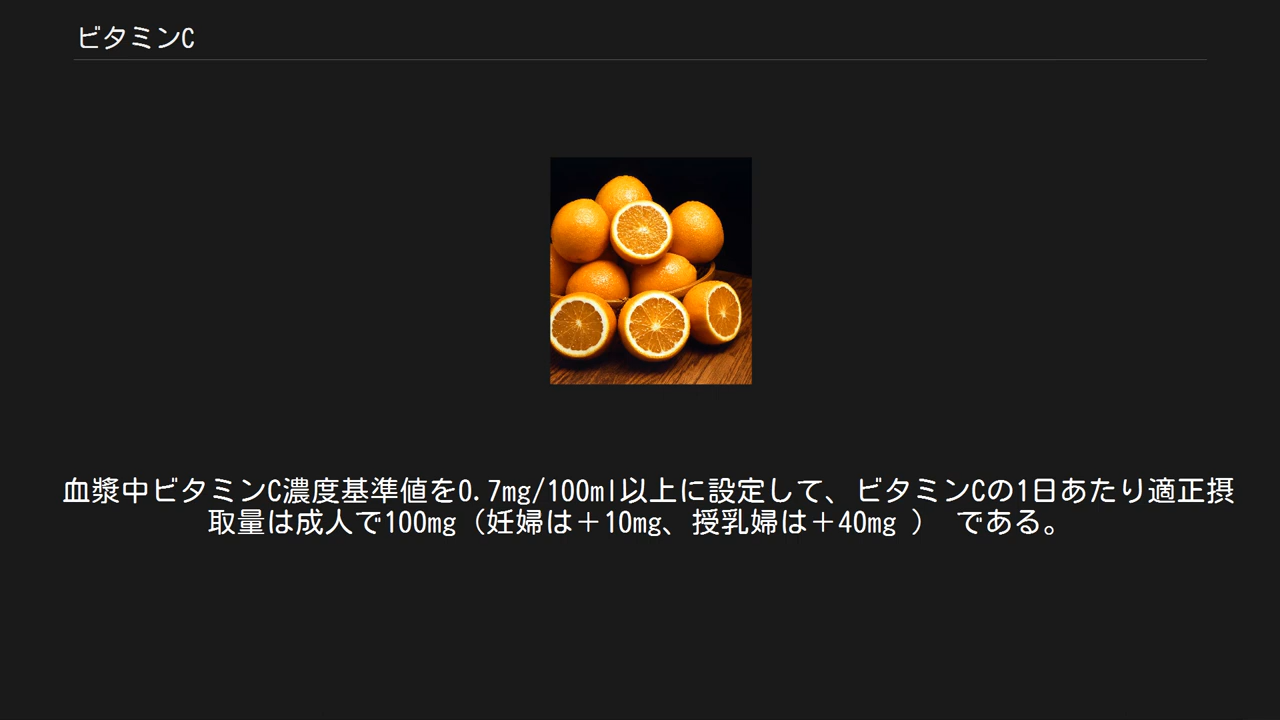 ビタミンC
血漿中ビタミンC濃度基準値を0.7mg/100ml以上に設定して、ビタミンCの1日あたり適正摂
取量は成人で100mg（妊婦は＋10mg、授乳婦は＋40mg ） である。